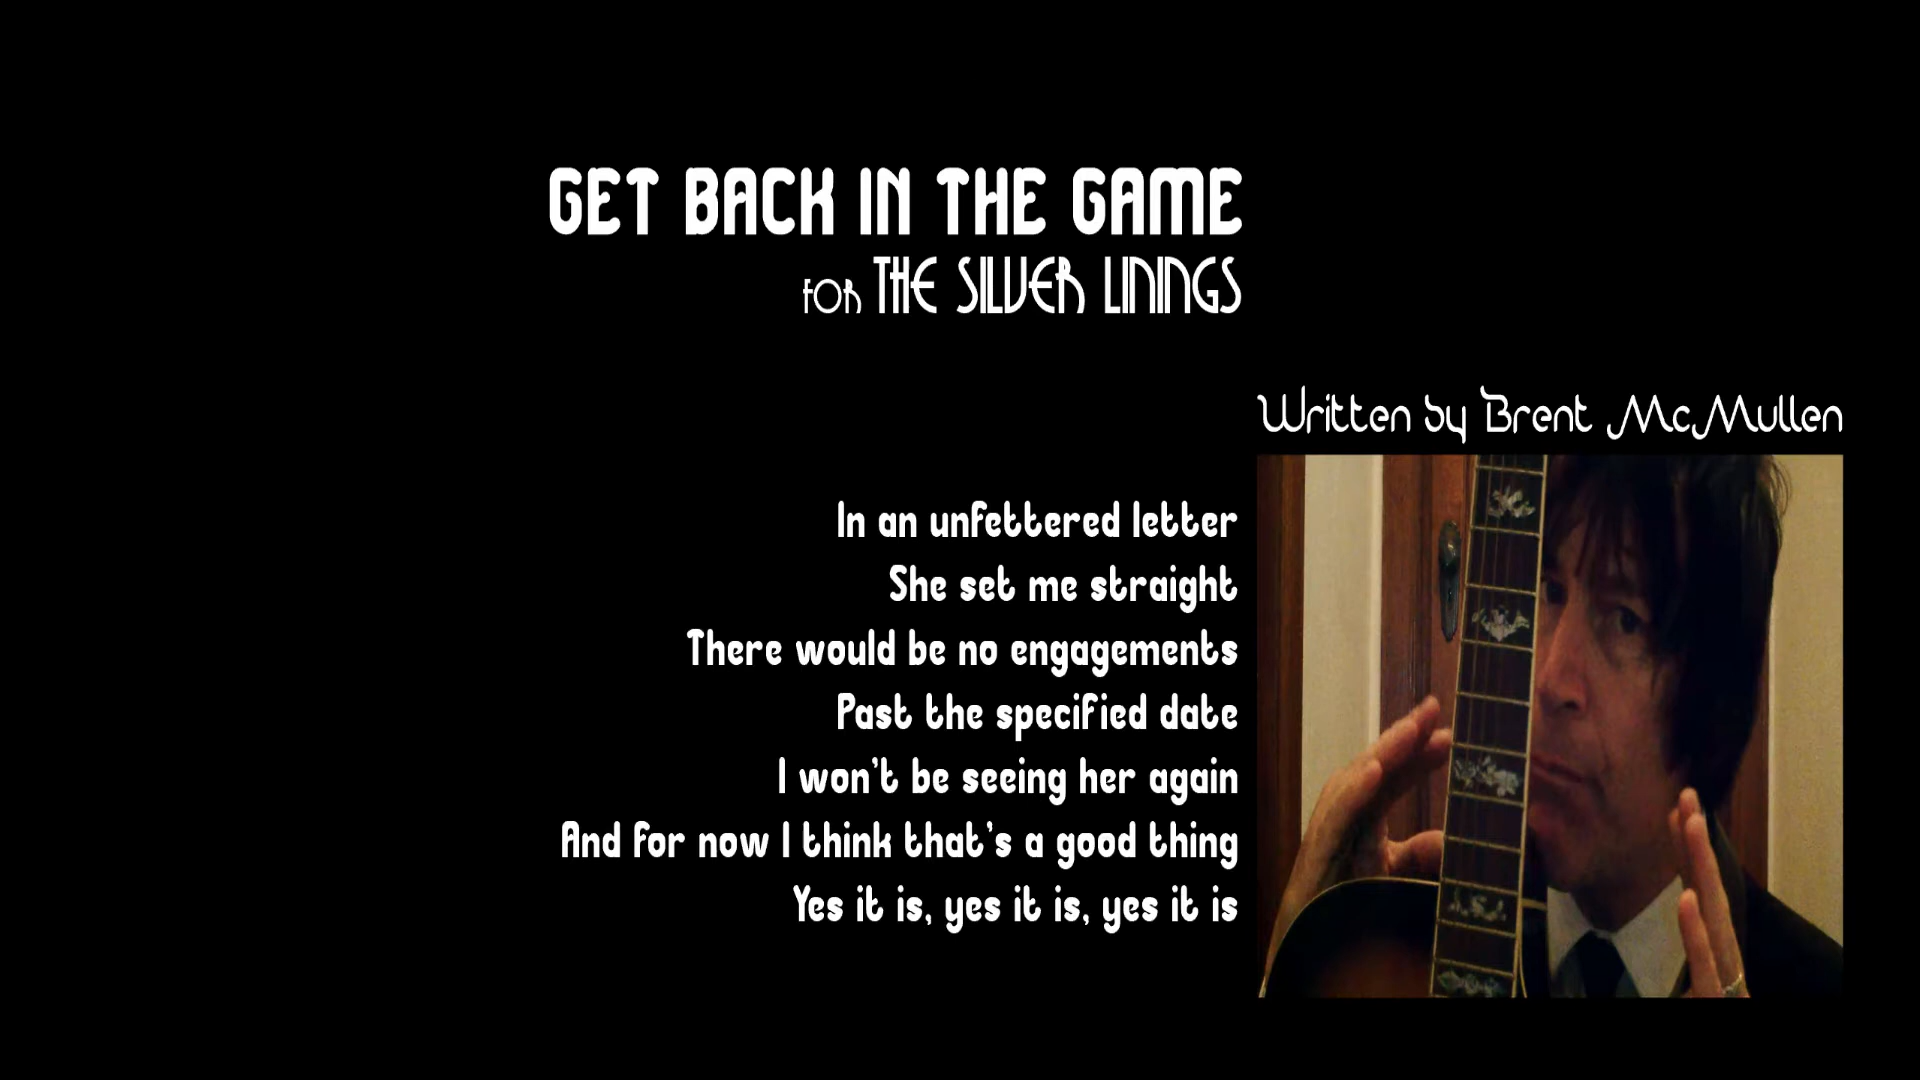 GET BACK IN THE GAME
FOR THE SILVER LININGS
Written by Brent McMullen
In an unfettered letter
She set me straight
There would be no engagements
Past the specified date
I won't be seeing her again
And for now I think that's a good thing
Yes it is, yes it is, yes it is